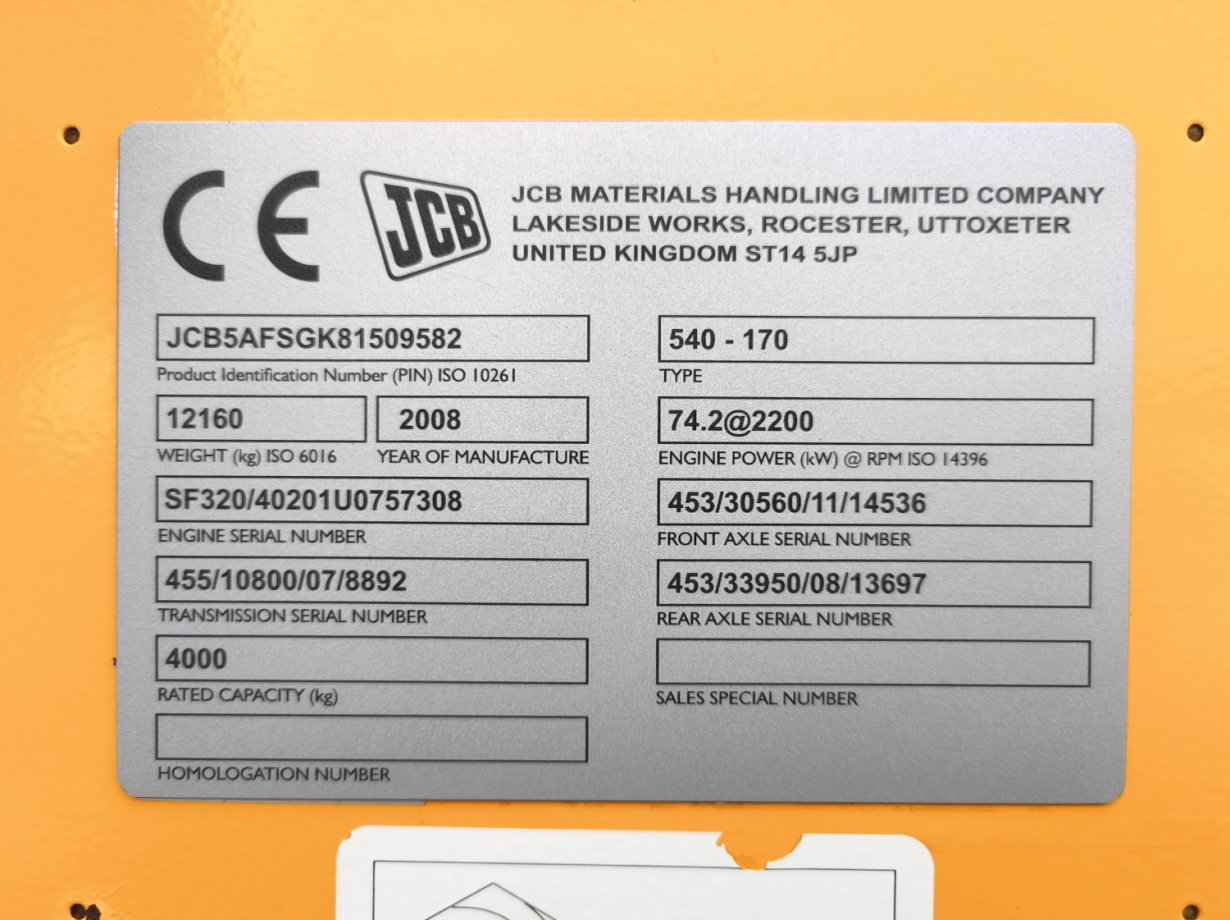 CE JCB JCB MATERIALS HANDLING LIMITED COMPANY
LAKESIDE WORKS, ROCESTER, UTTOXETER
UNITED KINGDOM ST14 5JP
JCB5AFSGK81509582
Product Identification Number (PIN) ISO 10261
12160
WEIGHT (kg) ISO 6016
2008
YEAR OF MANUFACTURE
SF320/40201U0757308
ENGINE SERIAL NUMBER
455/10800/07/8892
TRANSMISSION SERIAL NUMBER
4000
RATED CAPACITY (kg)
HOMOLOGATION NUMBER
540 - 170
TYPE
74.2@2200
ENGINE POWER (kW) @ RPM ISO 14396
453/30560/11/14536
FRONT AXLE SERIAL NUMBER
453/33950/08/13697
REAR AXLE SERIAL NUMBER
SALES SPECIAL NUMBER